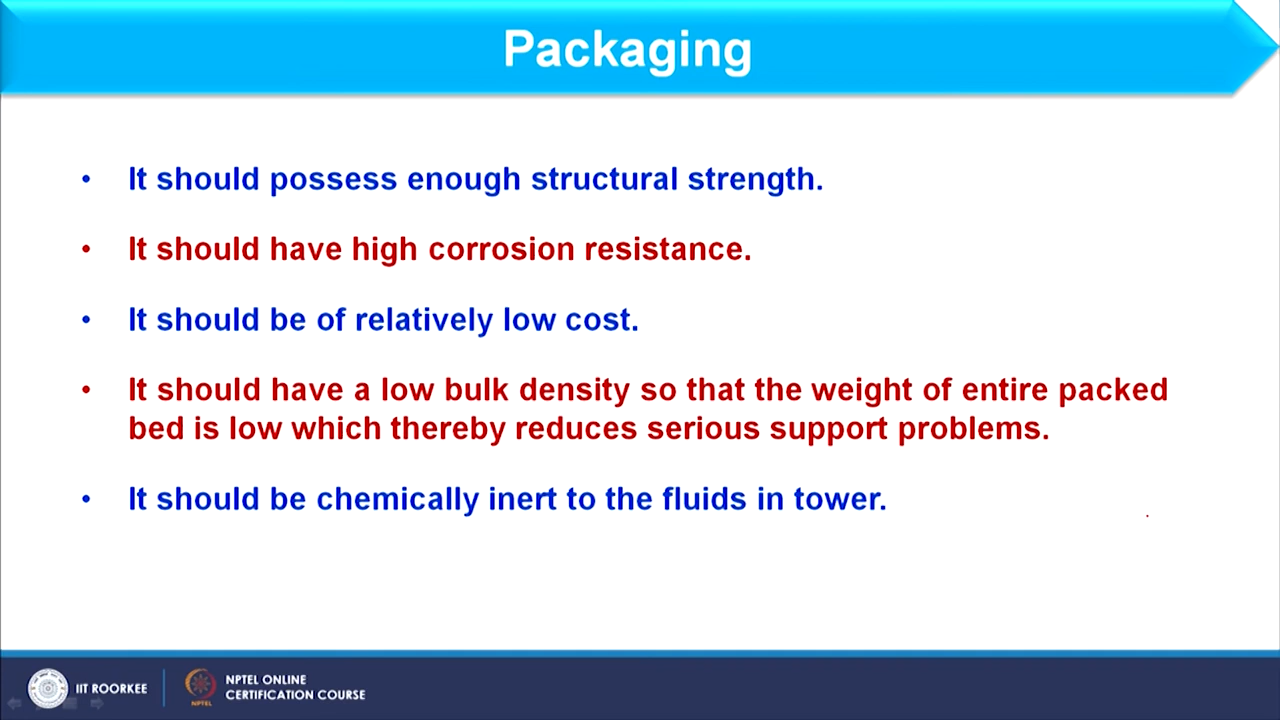 Packaging
• It should possess enough structural strength.
• It should have high corrosion resistance.
• It should be of relatively low cost.
• It should have a low bulk density so that the weight of entire packed
bed is low which thereby reduces serious support problems.
• It should be chemically inert to the fluids in tower.
IIT ROORKEE
NPTEL
NPTEL ONLINE
CERTIFICATION COURSE